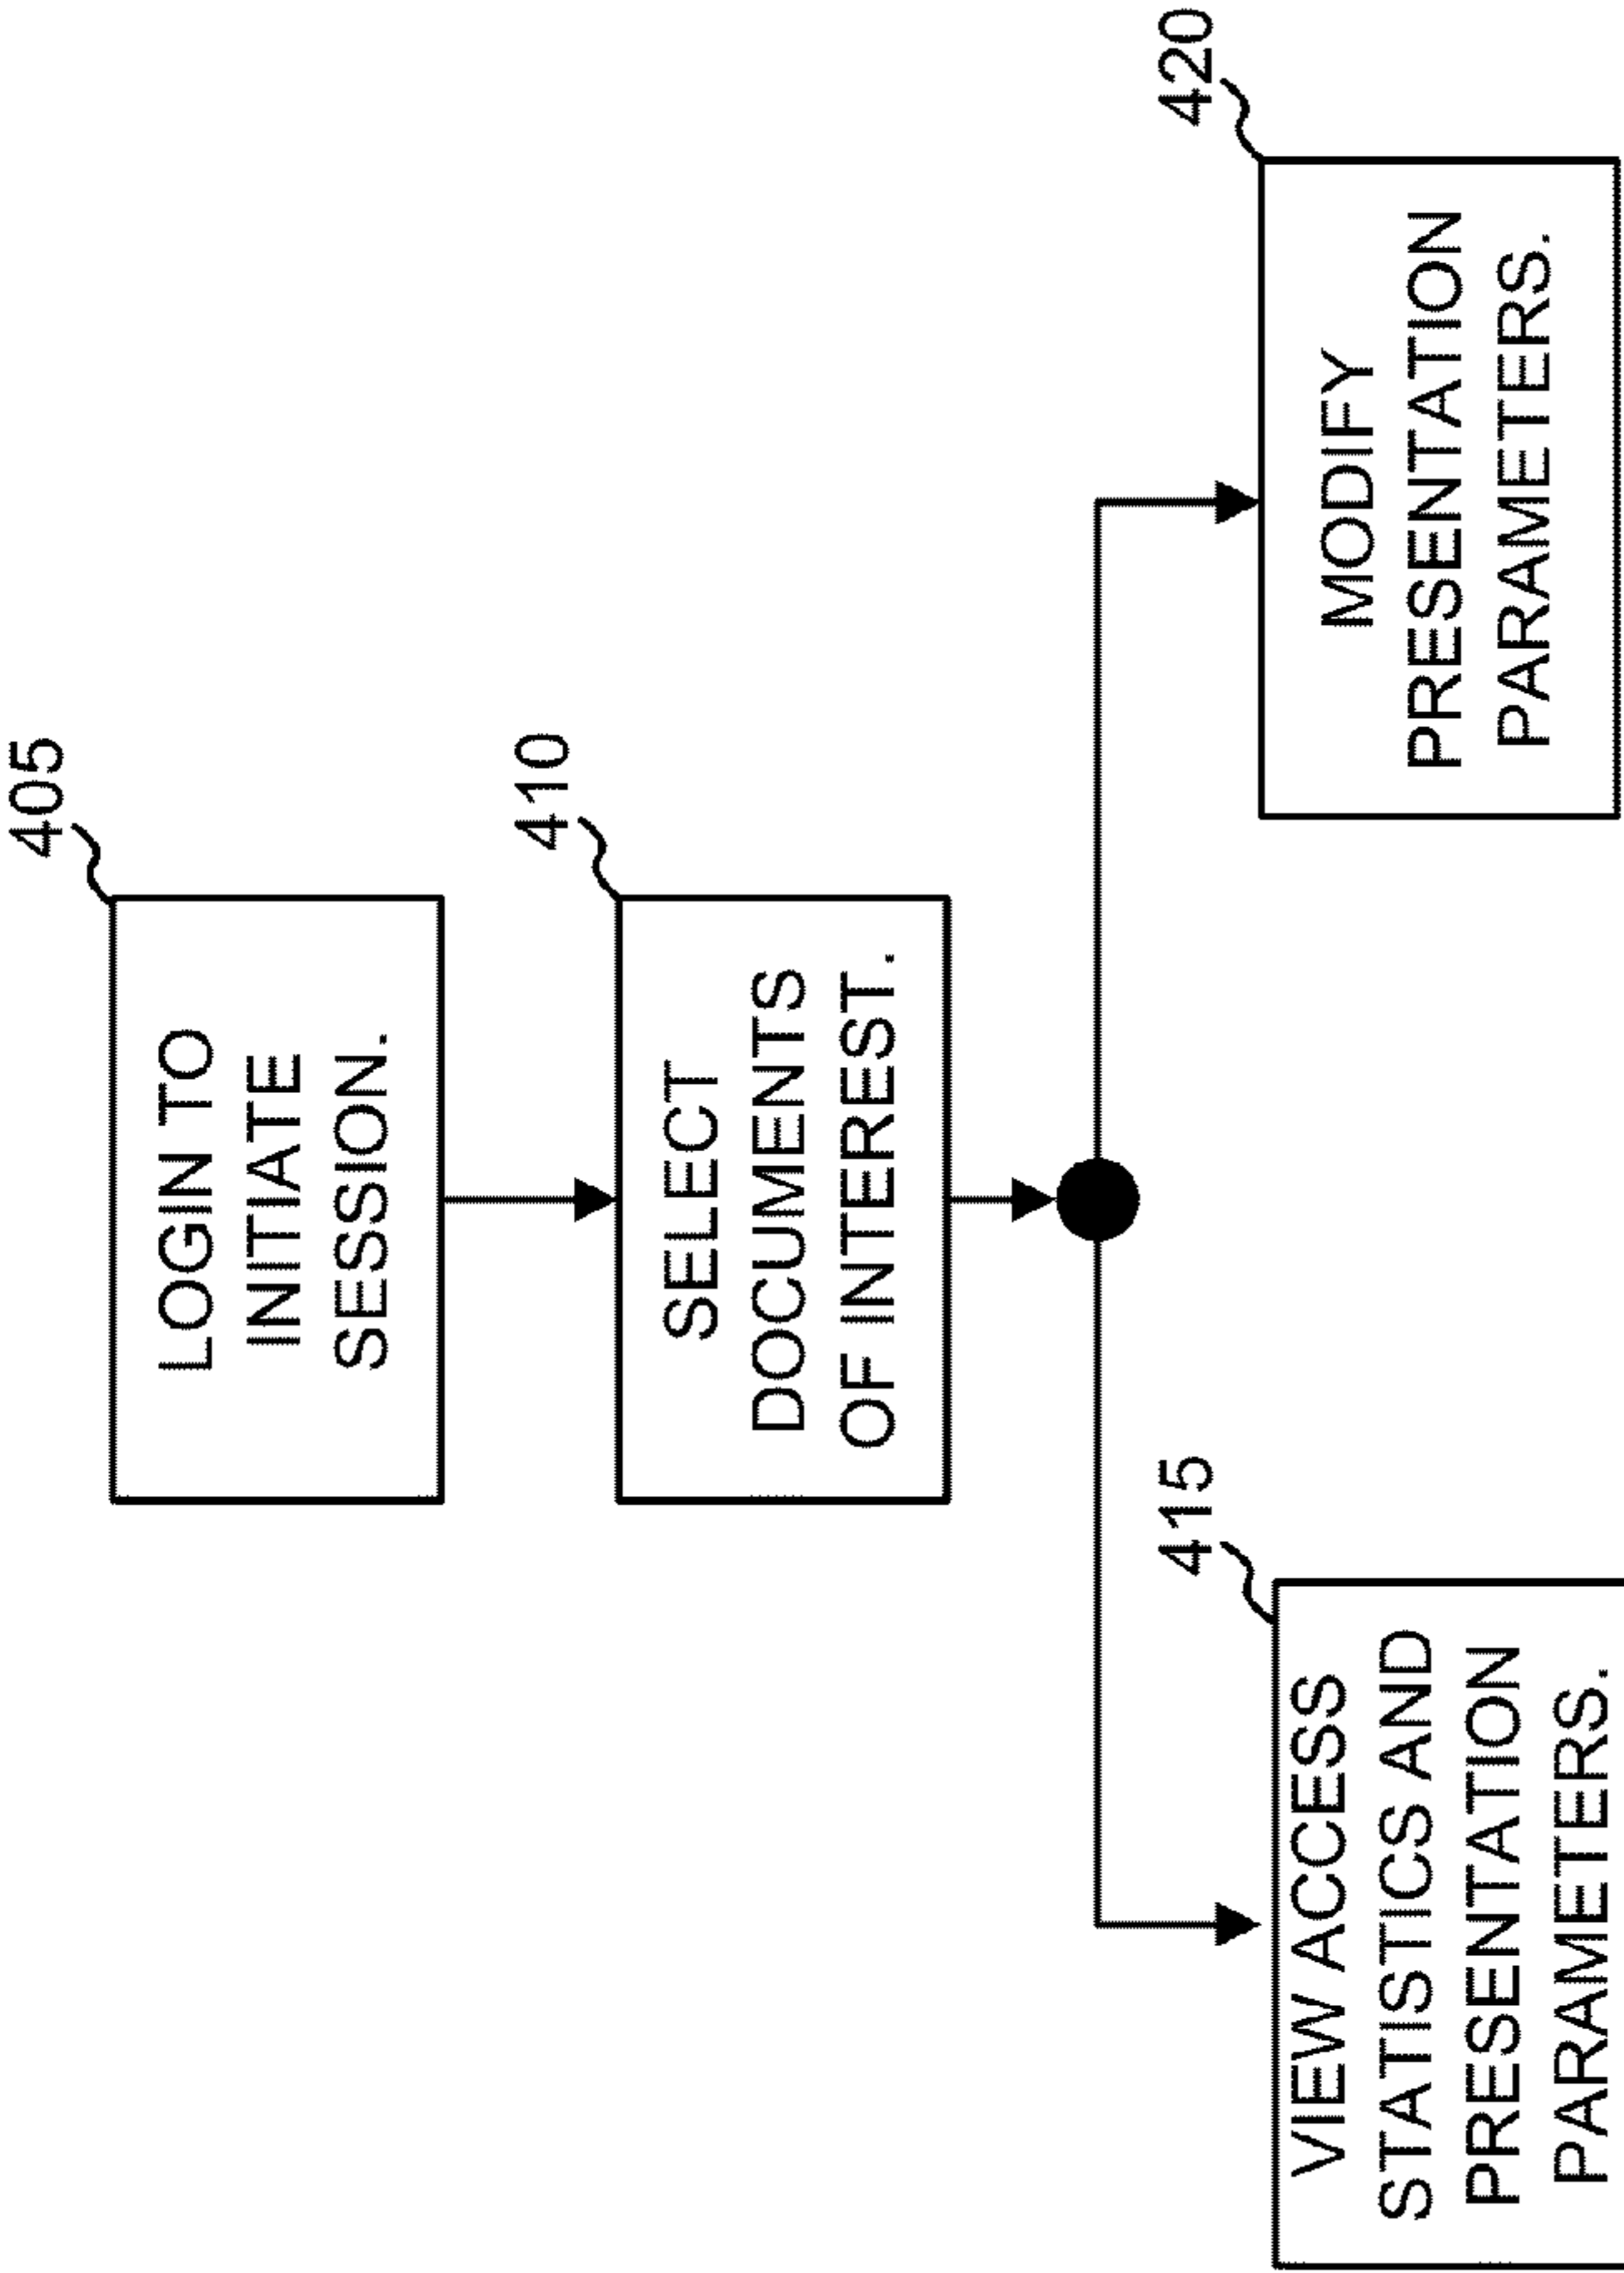 405
LOGIN TO
INITIATE
SESSION.
410
SELECT
DOCUMENTS
OF INTEREST.
415
VIEW ACCESS
STATISTICS AND
PRESENTATION
PARAMETERS.
420
MODIFY
PRESENTATION
PARAMETERS.